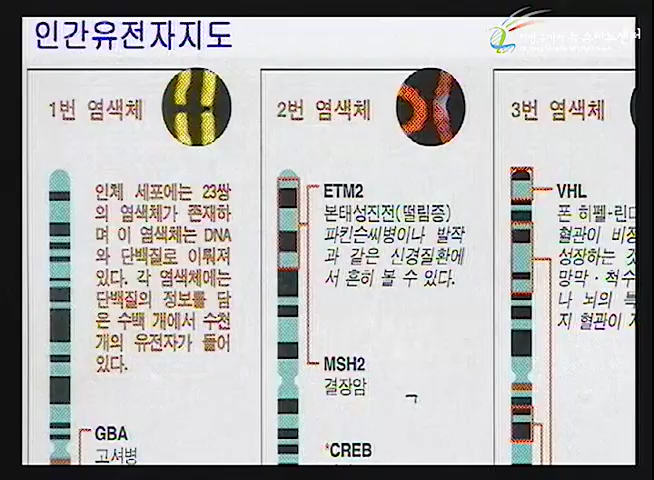 인간유전자지도
1번 염색체
인체 세포에는 23쌍
의 염색체가 존재하
며 이 염색체는 DNA
와 단백질로 이뤄져
있다. 각 염색체에는
단백질의 정보를 담
은 수백 개에서 수천
개의 유전자가 들어
있다.
GBA
고서병
2번 염색체
ETM2
본태성진전(떨림증)
파킨슨씨병이나 발작
과 같은 신경질환에
서 흔히 볼 수 있다.
MSH2
결장암
*CREB
3번 염색체
VHL
폰 히펠-린
혈관이 비
성장하는
망막·척수
나 뇌의
지 혈관이